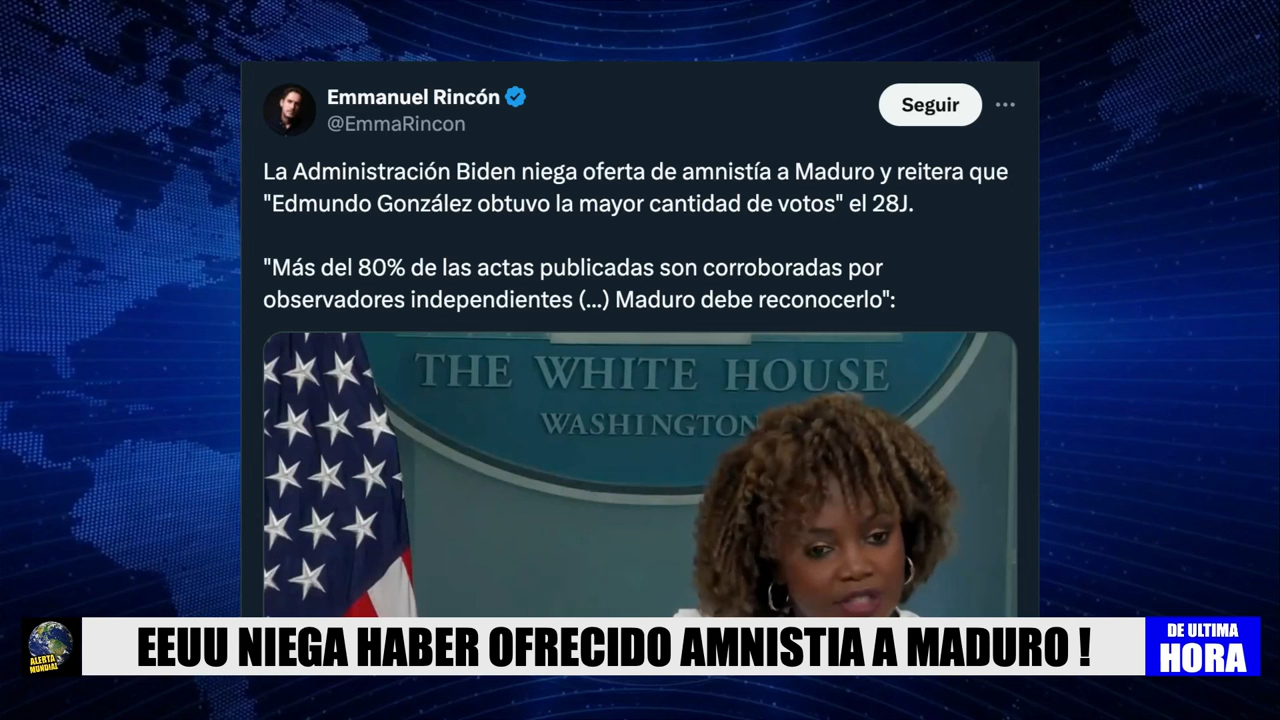 Emmanuel Rincón
@EmmaRincon
Seguir
La Administración Biden niega oferta de amnistía a Maduro y reitera que
"Edmundo González obtuvo la mayor cantidad de votos" el 28J.
"Más del 80% de las actas publicadas son corroboradas por
observadores independientes (...) Maduro debe reconocerlo":
THE WHITE HOUSE
WASHINGTON
ALERTA
MUNDIAL
EEUU NIEGA HABER OFRECIDO AMNISTIA A MADURO !
DE ULTIMA
HORA